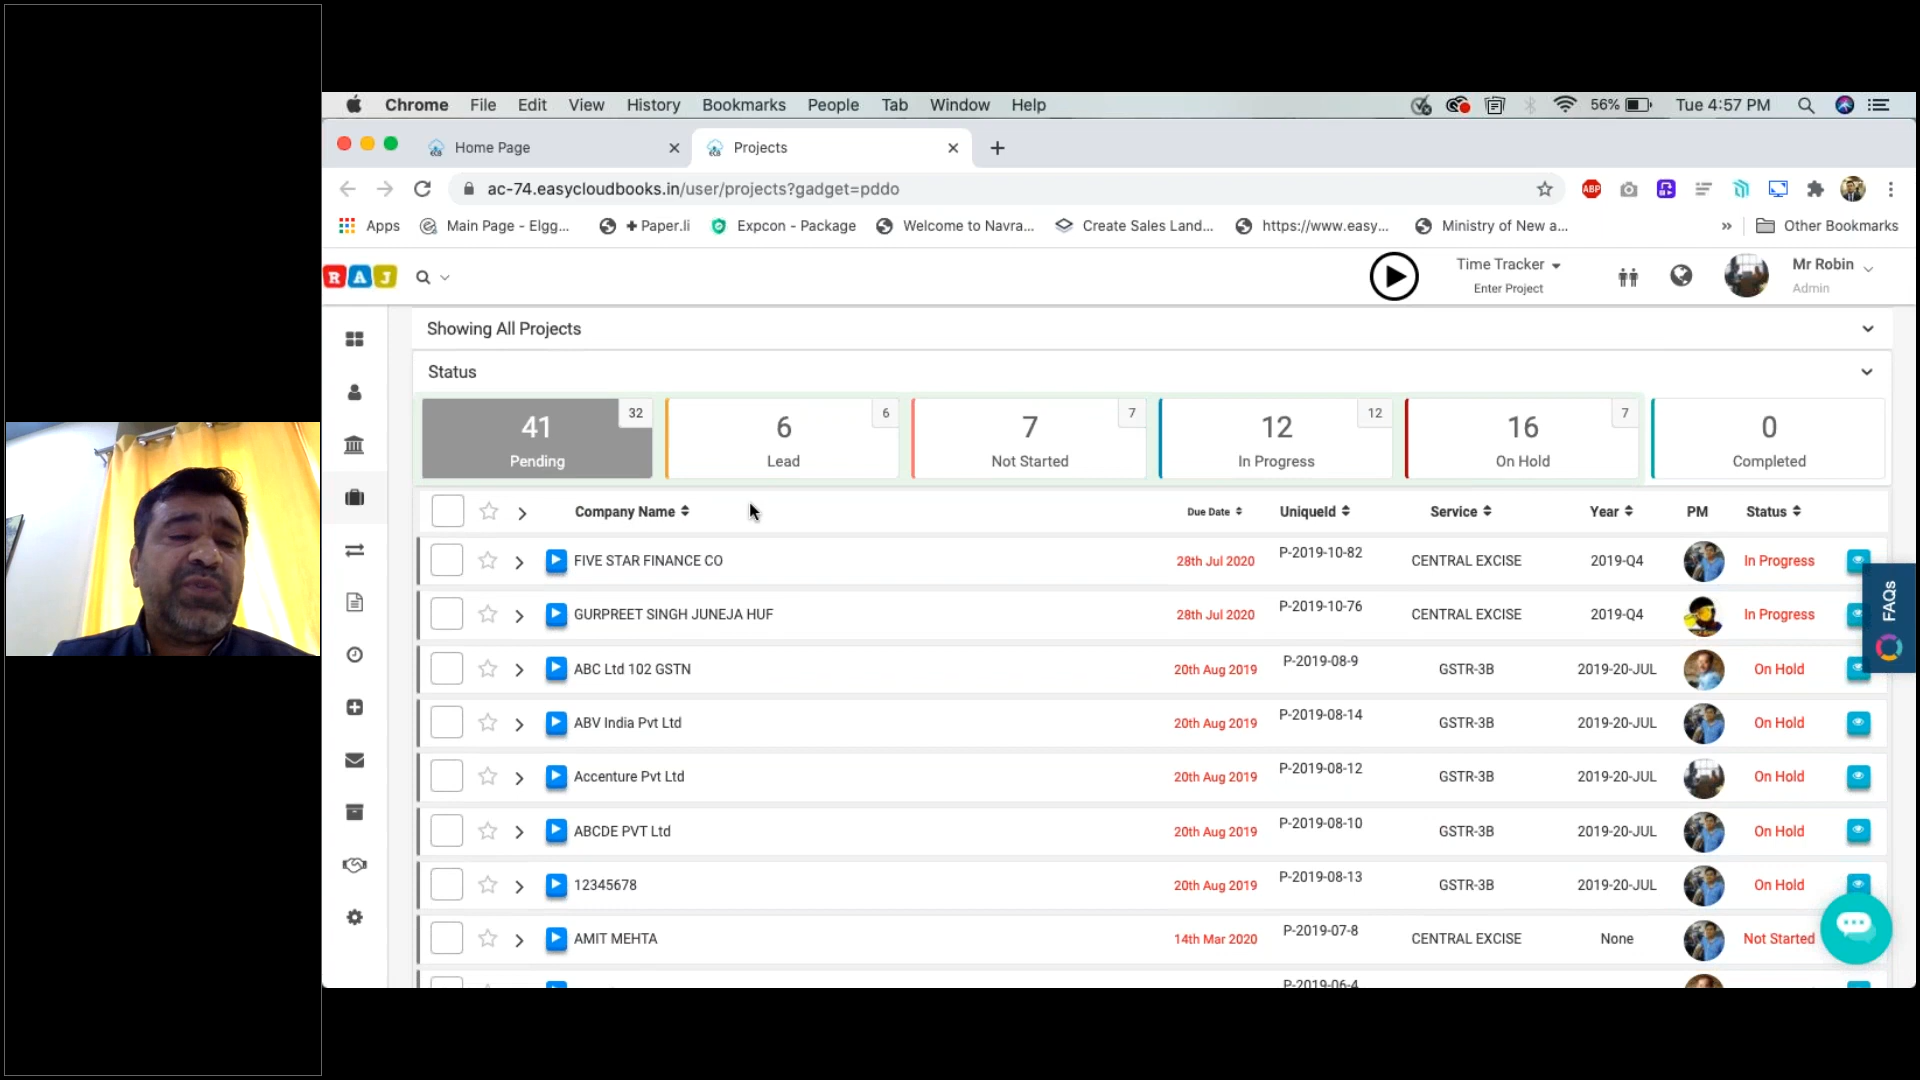 Chrome File Edit View History Bookmarks People Tab Window Help 56% Tue 4:57 PM
Home Page Projects
ac-74.easycloudbooks.in/user/projects?gadget=pddo ABP
Apps Main Page - Elgg... + Paper.li Expcon - Package Welcome to Navra... Create Sales Land... https://www.easy... Ministry of New a... » Other Bookmarks
RAJ Time Tracker Mr Robin
Enter Project Admin
Showing All Projects
Status
41 32 6 6 7 7 12 12 16 7 0
Pending Lead Not Started In Progress On Hold Completed
Company Name Due Date UniqueId Service Year PM Status
FIVE STAR FINANCE CO 28th Jul 2020 P-2019-10-82 CENTRAL EXCISE 2019-Q4 In Progress
GURPREET SINGH JUNEJA HUF 28th Jul 2020 P-2019-10-76 CENTRAL EXCISE 2019-Q4 In Progress
FAQs
ABC Ltd 102 GSTN 20th Aug 2019 P-2019-08-9 GSTR-3B 2019-20-JUL On Hold
ABV India Pvt Ltd 20th Aug 2019 P-2019-08-14 GSTR-3B 2019-20-JUL On Hold
Accenture Pvt Ltd 20th Aug 2019 P-2019-08-12 GSTR-3B 2019-20-JUL On Hold
ABCDE PVT Ltd 20th Aug 2019 P-2019-08-10 GSTR-3B 2019-20-JUL On Hold
12345678 20th Aug 2019 P-2019-08-13 GSTR-3B 2019-20-JUL On Hold
AMIT MEHTA 14th Mar 2020 P-2019-07-8 CENTRAL EXCISE None Not Started
P-2019-06-4